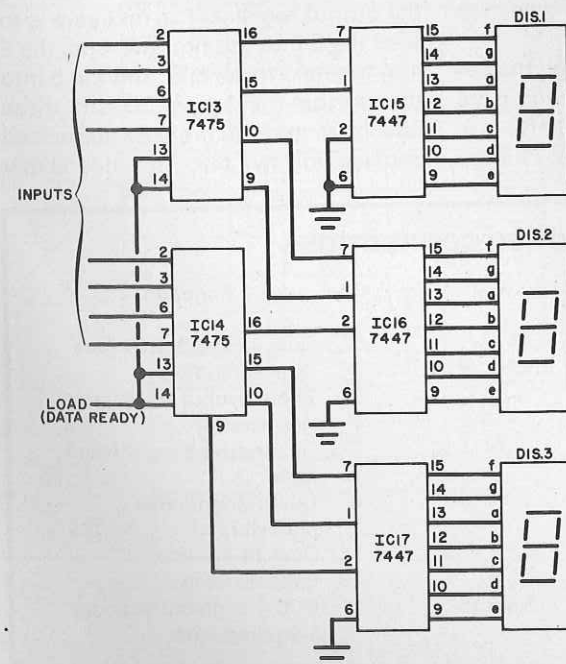 DIS.1
2 16 7 15 f
3 14 g
6 IC13 15 1 IC15 13
7 7475 10 7447 12 b
13 2 11 c
14 9 6 10 d
9 e
INPUTS
DIS.2
2 7 15 f
3 14 g
6 IC14 16 2 IC16 13 a
7 7475 7447 12 b
13 15 11 c
LOAD 14 10 6 10 d
(DATA READY) 9 9 e
DIS.3
7 15 f
14 g
1 IC17 13 a
7447 12 b
2 11 c
10 d
6 9 e